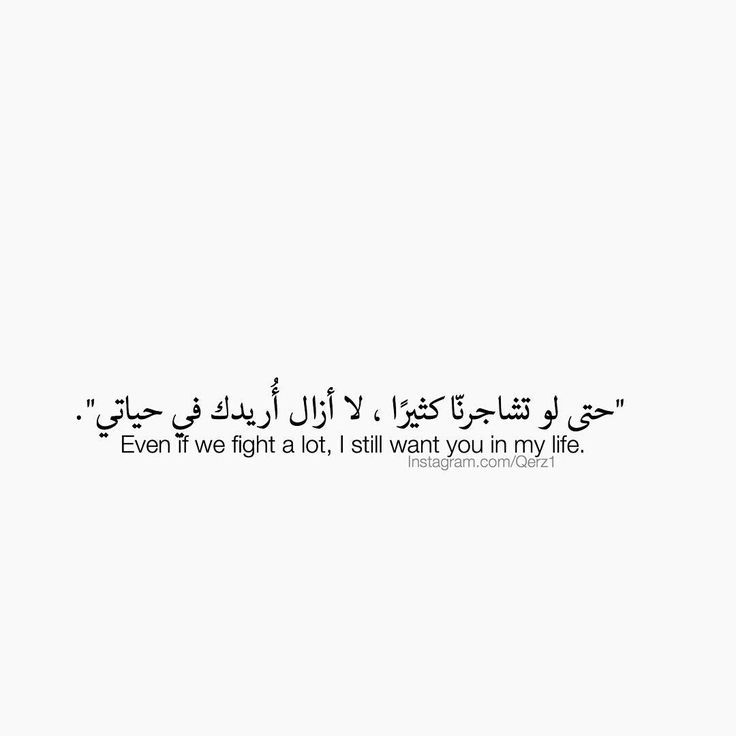 "حتى لو تشاجرنّا كثيرًا ، لا أزال أُريدك في حياتي".
Even if we fight a lot, I still want you in my life.
Instagram.com/Qerz1